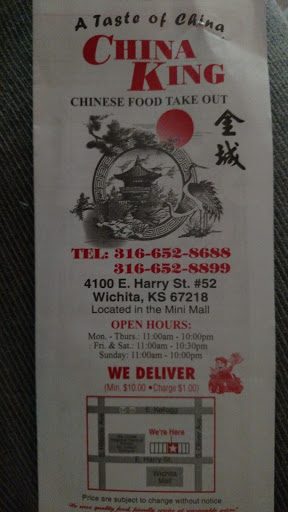 A Taste of China
CHINA
KING
CHINESE FOOD TAKE OUT
金
城
TEL: 316-652-8688
316-652-8899
4100 E. Harry St. #52
Wichita, KS 67218
Located in the Mini Mall
OPEN HOURS:
Mon. - Thurs.: 11:00am - 10:00pm
Fri. & Sat.: 11:00am - 10:30pm
Sunday: 11:00am - 10:00pm
WE DELIVER
(Min. $10.00 • Charge $1.00)
E. Kellogg
We're Here
E. Harry St.
Wichita
Mall
Price are subject to change without notice